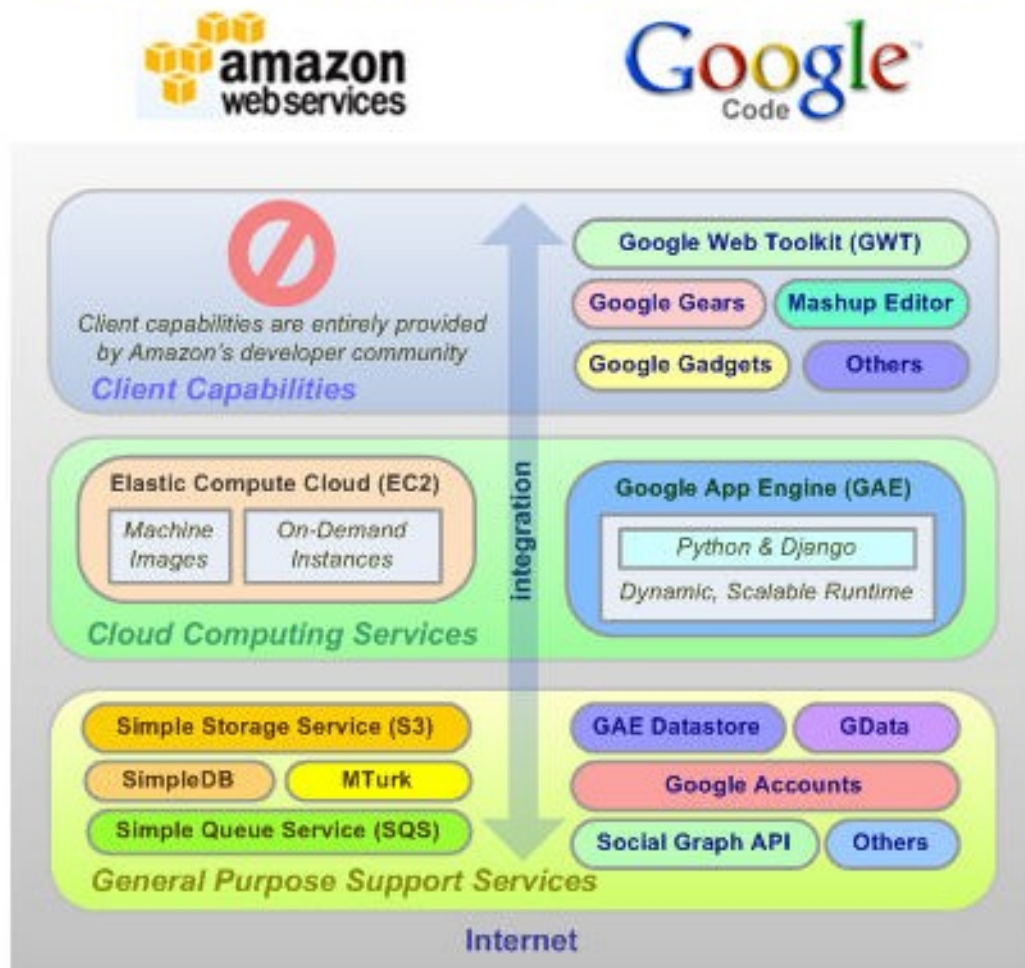 amazon
webservices
Google™
Code
Client capabilities are entirely provided
by Amazon's developer community
Client Capabilities
Google Web Toolkit (GWT)
Google Gears
Mashup Editor
Google Gadgets
Others
integration
Elastic Compute Cloud (EC2)
Machine
Images
On-Demand
Instances
Google App Engine (GAE)
Python & Django
Dynamic, Scalable Runtime
Cloud Computing Services
Simple Storage Service (S3)
SimpleDB
MTurk
Simple Queue Service (SQS)
GAE Datastore
GData
Google Accounts
Social Graph API
Others
General Purpose Support Services
Internet